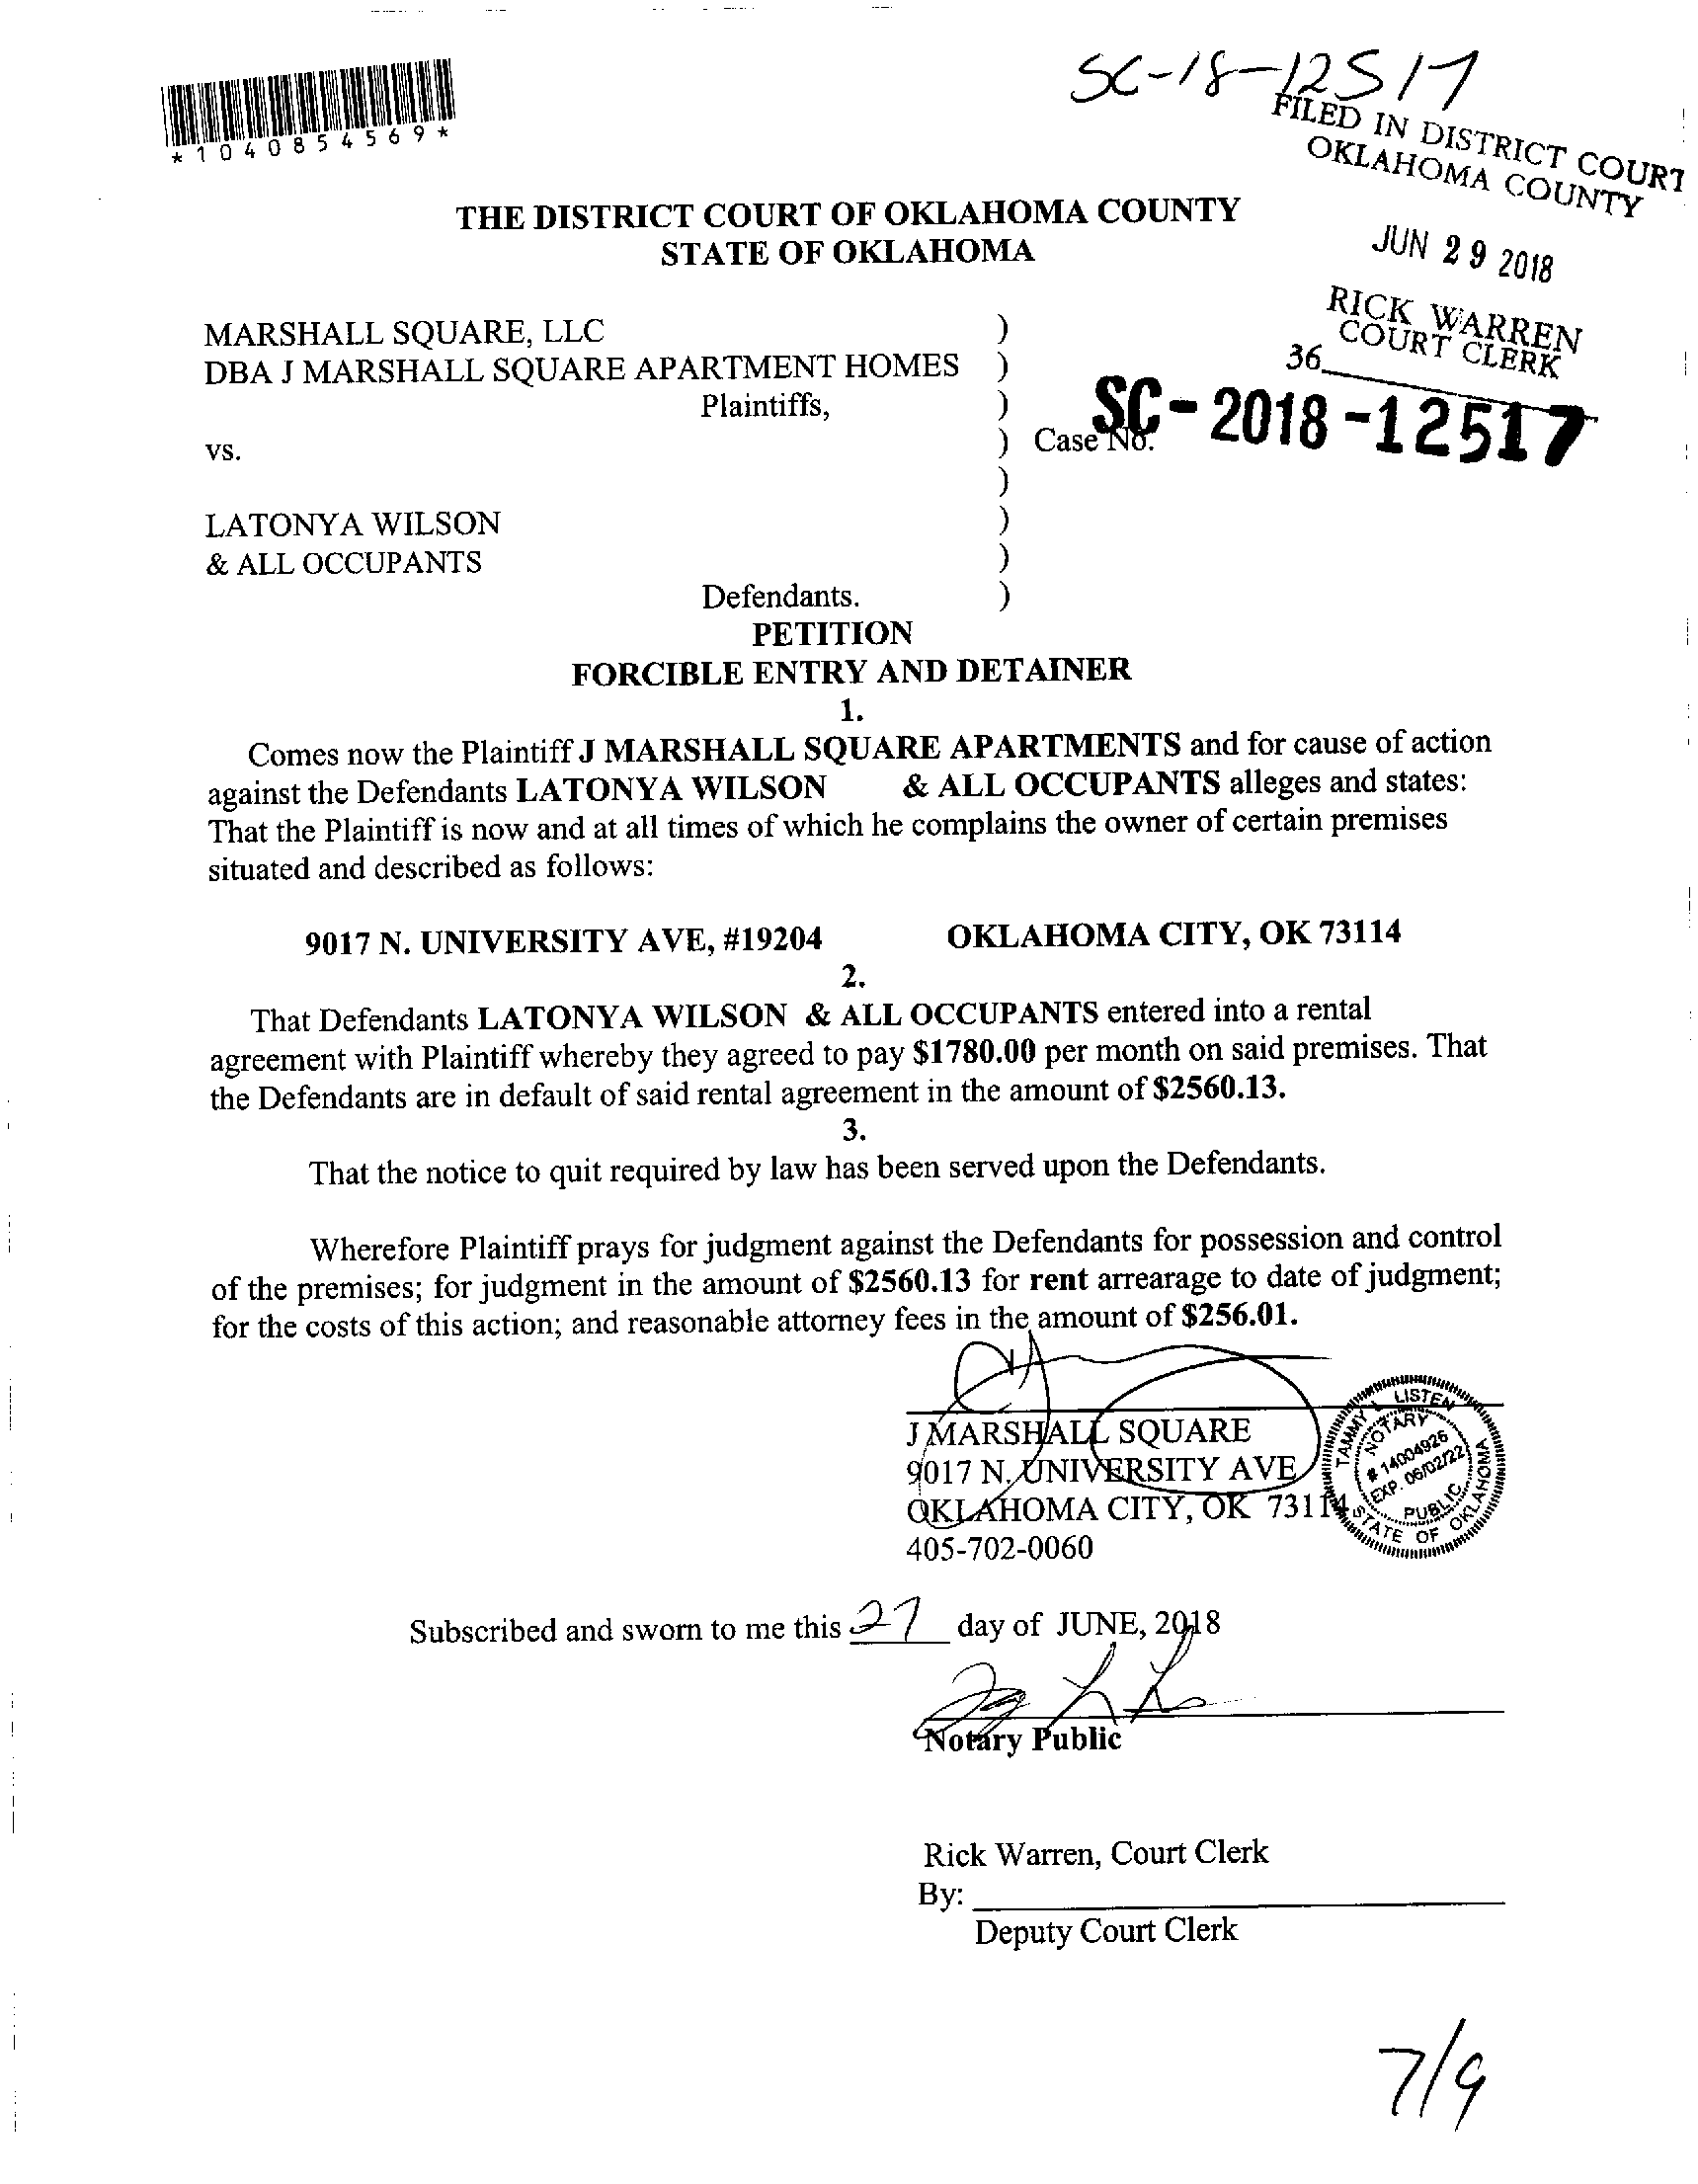 SC-18-12517
*1040854569*
FILED IN DISTRICT COURT
OKLAHOMA COUNTY
JUN 29 2018
RICK WARREN
COURT CLERK
36
THE DISTRICT COURT OF OKLAHOMA COUNTY
STATE OF OKLAHOMA
MARSHALL SQUARE, LLC )
DBA J MARSHALL SQUARE APARTMENT HOMES )
Plaintiffs, )
vs. ) Case No. SC-2018-12517
)
LATONYA WILSON )
& ALL OCCUPANTS )
Defendants. )
PETITION
FORCIBLE ENTRY AND DETAINER
1.
Comes now the Plaintiff J MARSHALL SQUARE APARTMENTS and for cause of action
against the Defendants LATONYA WILSON & ALL OCCUPANTS alleges and states:
That the Plaintiff is now and at all times of which he complains the owner of certain premises
situated and described as follows:
9017 N. UNIVERSITY AVE, #19204 OKLAHOMA CITY, OK 73114
2.
That Defendants LATONYA WILSON & ALL OCCUPANTS entered into a rental
agreement with Plaintiff whereby they agreed to pay $1780.00 per month on said premises. That
the Defendants are in default of said rental agreement in the amount of $2560.13.
3.
That the notice to quit required by law has been served upon the Defendants.
Wherefore Plaintiff prays for judgment against the Defendants for possession and control
of the premises; for judgment in the amount of $2560.13 for rent arrearage to date of judgment;
for the costs of this action; and reasonable attorney fees in the amount of $256.01.
J MARSHALL SQUARE
9017 N. UNIVERSITY AVE
OKLAHOMA CITY, OK 73114
405-702-0060
TAMMY L LISTEN
NOTARY
# 14004926
EXP. 06/02/22
PUBLIC
STATE OF OKLAHOMA
Subscribed and sworn to me this 27 day of JUNE, 2018
Notary Public
Rick Warren, Court Clerk
By:
Deputy Court Clerk
7/9